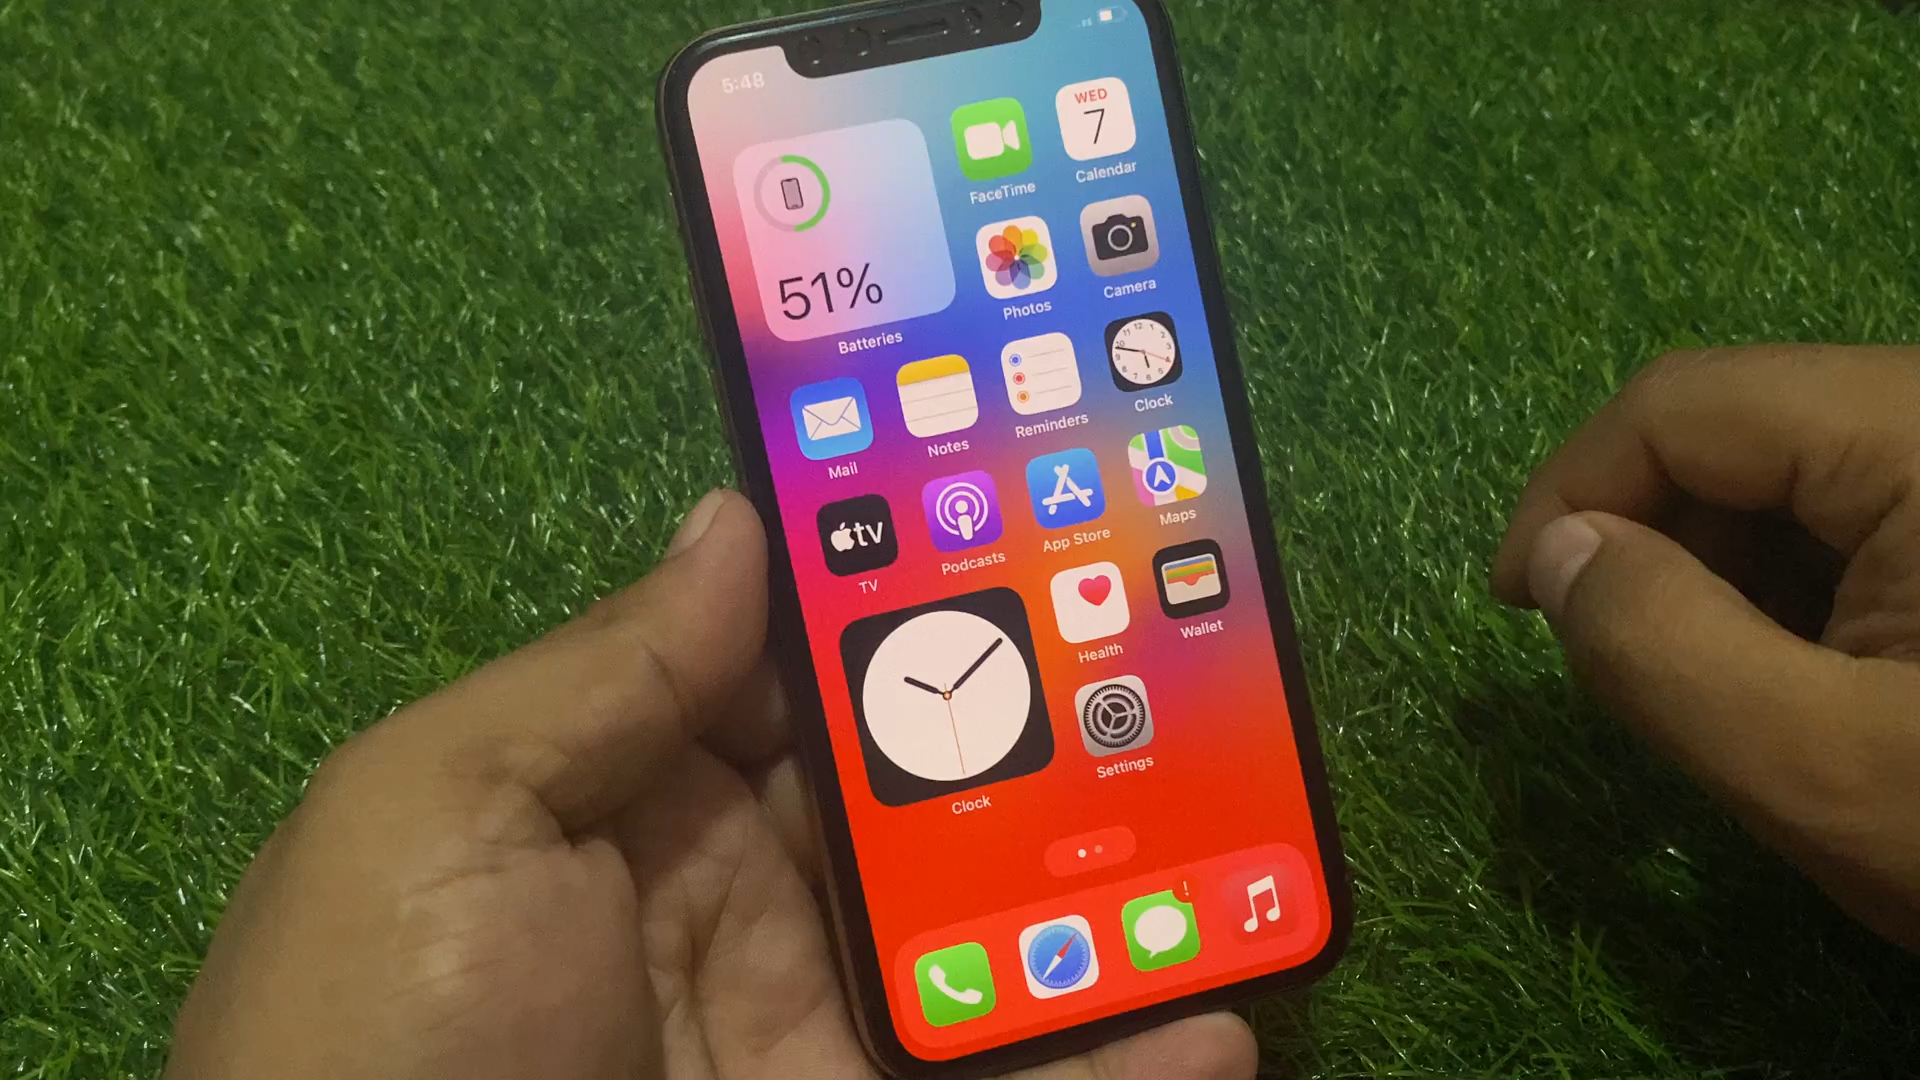 5:48
WED
7
FaceTime
Calendar
51%
Batteries
Photos
Camera
Mail
Notes
Reminders
Clock
tv
TV
Podcasts
App Store
Maps
Clock
Health
Wallet
Settings
!